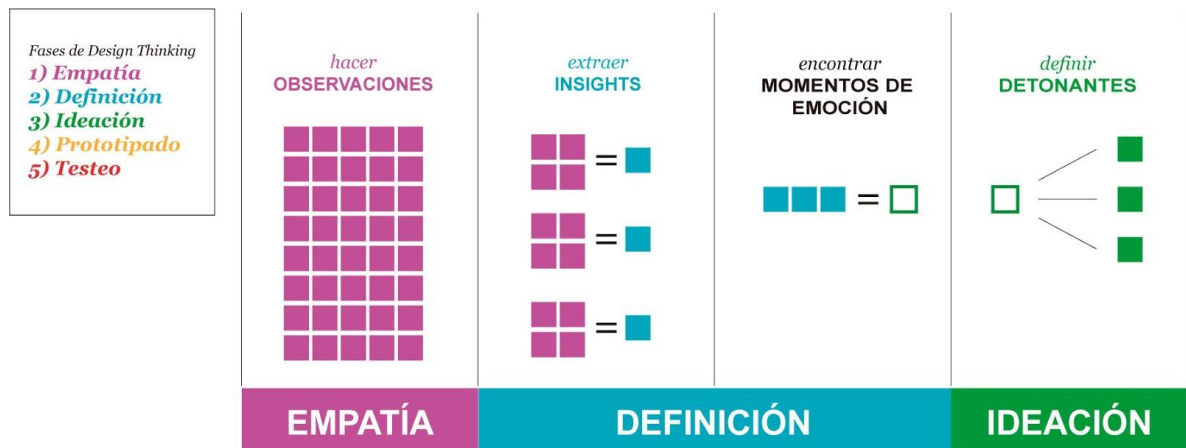 Fases de Design Thinking
1) Empatía
2) Definición
3) Ideación
4) Prototipado
5) Testeo
hacer
OBSERVACIONES
extraer
INSIGHTS
=
=
=
encontrar
MOMENTOS DE
EMOCIÓN
=
definir
DETONANTES
EMPATÍA
DEFINICIÓN
IDEACIÓN